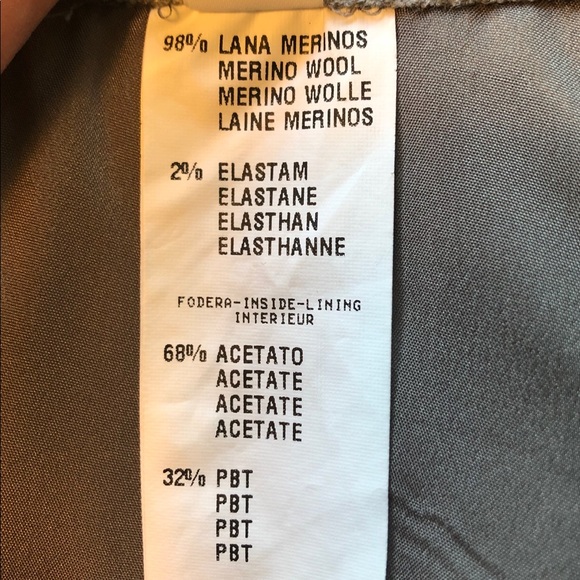 98% LANA MERINOS
MERINO WOOL
MERINO WOLLE
LAINE MERINOS
2% ELASTAM
ELASTANE
ELASTHAN
ELASTHANNE
FODERA-INSIDE-LINING
INTERIEUR
68% ACETATO
ACETATE
ACETATE
ACETATE
32% PBT
PBT
PBT
PBT